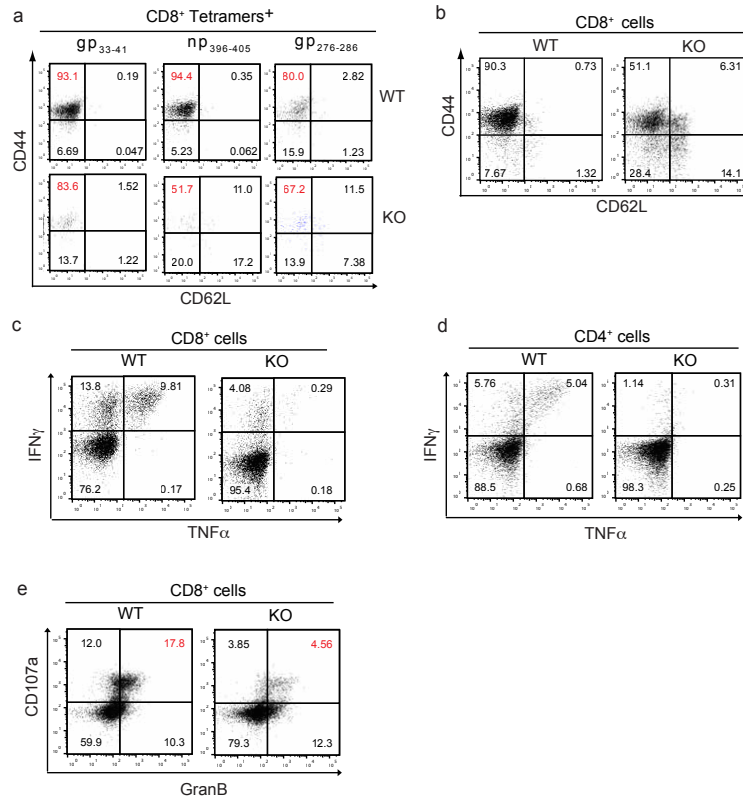 a
CD8⁺ Tetramers⁺
gp₃₃₋₄₁ np₃₉₆₋₄₀₅ gp₂₇₆₋₂₈₆
93.1 0.19 94.4 0.35 80.0 2.82
WT
6.69 0.047 5.23 0.062 15.9 1.23
CD44
83.6 1.52 51.7 11.0 67.2 11.5
KO
13.7 1.22 20.0 17.2 13.9 7.38
CD62L
b
CD8⁺ cells
WT KO
90.3 0.73 51.1 6.31
CD44
7.67 1.32 28.4 14.1
CD62L
c
CD8⁺ cells
WT KO
13.8 9.81 4.08 0.29
IFNγ
76.2 0.17 95.4 0.18
TNFα
d
CD4⁺ cells
WT KO
5.76 5.04 1.14 0.31
IFNγ
88.5 0.68 98.3 0.25
TNFα
e
CD8⁺ cells
WT KO
12.0 17.8 3.85 4.56
CD107a
59.9 10.3 79.3 12.3
GranB